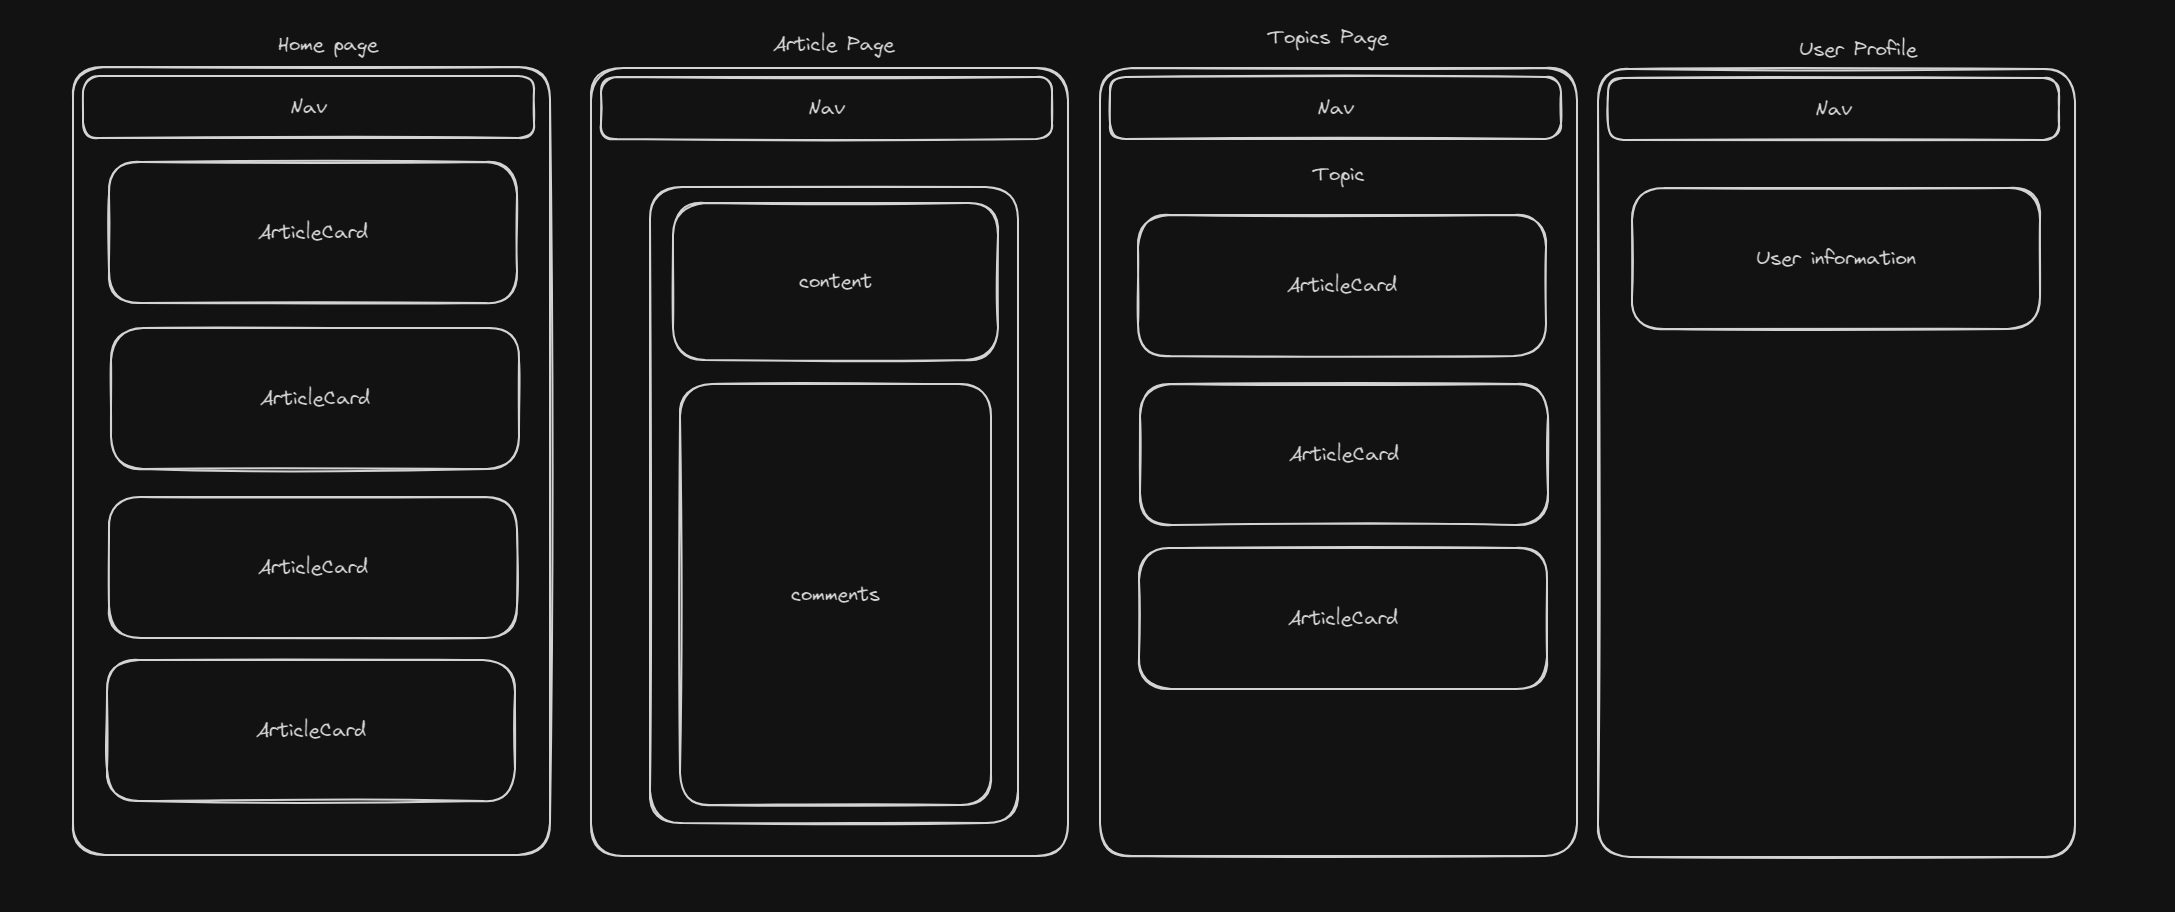 Home page
Nav
ArticleCard
ArticleCard
ArticleCard
ArticleCard
Article Page
Nav
content
comments
Topics Page
Nav
Topic
ArticleCard
ArticleCard
ArticleCard
User Profile
Nav
User information